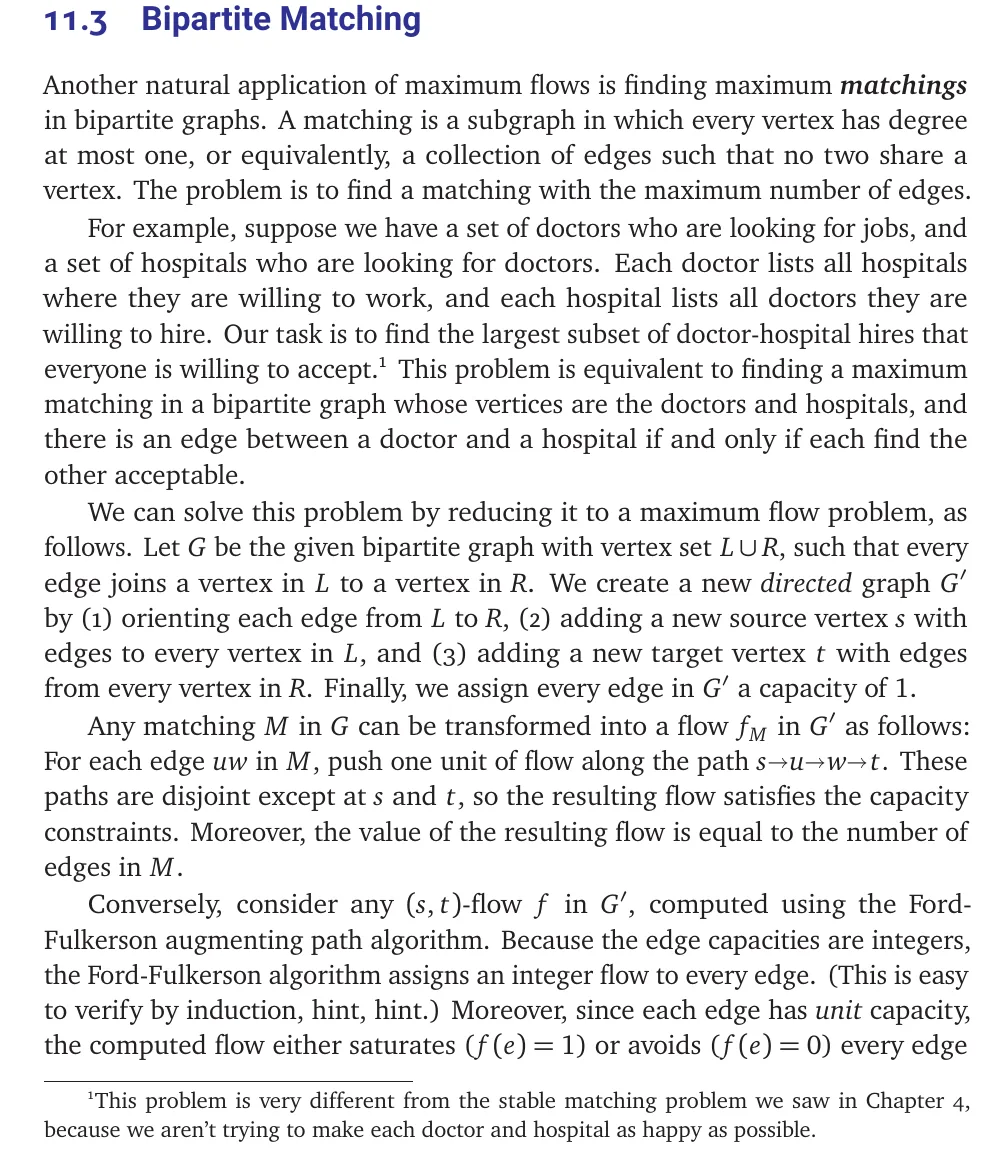 11.3 Bipartite Matching
Another natural application of maximum flows is finding maximum matchings
in bipartite graphs. A matching is a subgraph in which every vertex has degree
at most one, or equivalently, a collection of edges such that no two share a
vertex. The problem is to find a matching with the maximum number of edges.
For example, suppose we have a set of doctors who are looking for jobs, and
a set of hospitals who are looking for doctors. Each doctor lists all hospitals
where they are willing to work, and each hospital lists all doctors they are
willing to hire. Our task is to find the largest subset of doctor-hospital hires that
everyone is willing to accept.¹ This problem is equivalent to finding a maximum
matching in a bipartite graph whose vertices are the doctors and hospitals, and
there is an edge between a doctor and a hospital if and only if each find the
other acceptable.
We can solve this problem by reducing it to a maximum flow problem, as
follows. Let G be the given bipartite graph with vertex set L ∪ R, such that every
edge joins a vertex in L to a vertex in R. We create a new directed graph G′
by (1) orienting each edge from L to R, (2) adding a new source vertex s with
edges to every vertex in L, and (3) adding a new target vertex t with edges
from every vertex in R. Finally, we assign every edge in G′ a capacity of 1.
Any matching M in G can be transformed into a flow f_M in G′ as follows:
For each edge uw in M, push one unit of flow along the path s→u→w→t. These
paths are disjoint except at s and t, so the resulting flow satisfies the capacity
constraints. Moreover, the value of the resulting flow is equal to the number of
edges in M.
Conversely, consider any (s, t)-flow f in G′, computed using the Ford-
Fulkerson augmenting path algorithm. Because the edge capacities are integers,
the Ford-Fulkerson algorithm assigns an integer flow to every edge. (This is easy
to verify by induction, hint, hint.) Moreover, since each edge has unit capacity,
the computed flow either saturates (f(e) = 1) or avoids (f(e) = 0) every edge
¹This problem is very different from the stable matching problem we saw in Chapter 4,
because we aren't trying to make each doctor and hospital as happy as possible.